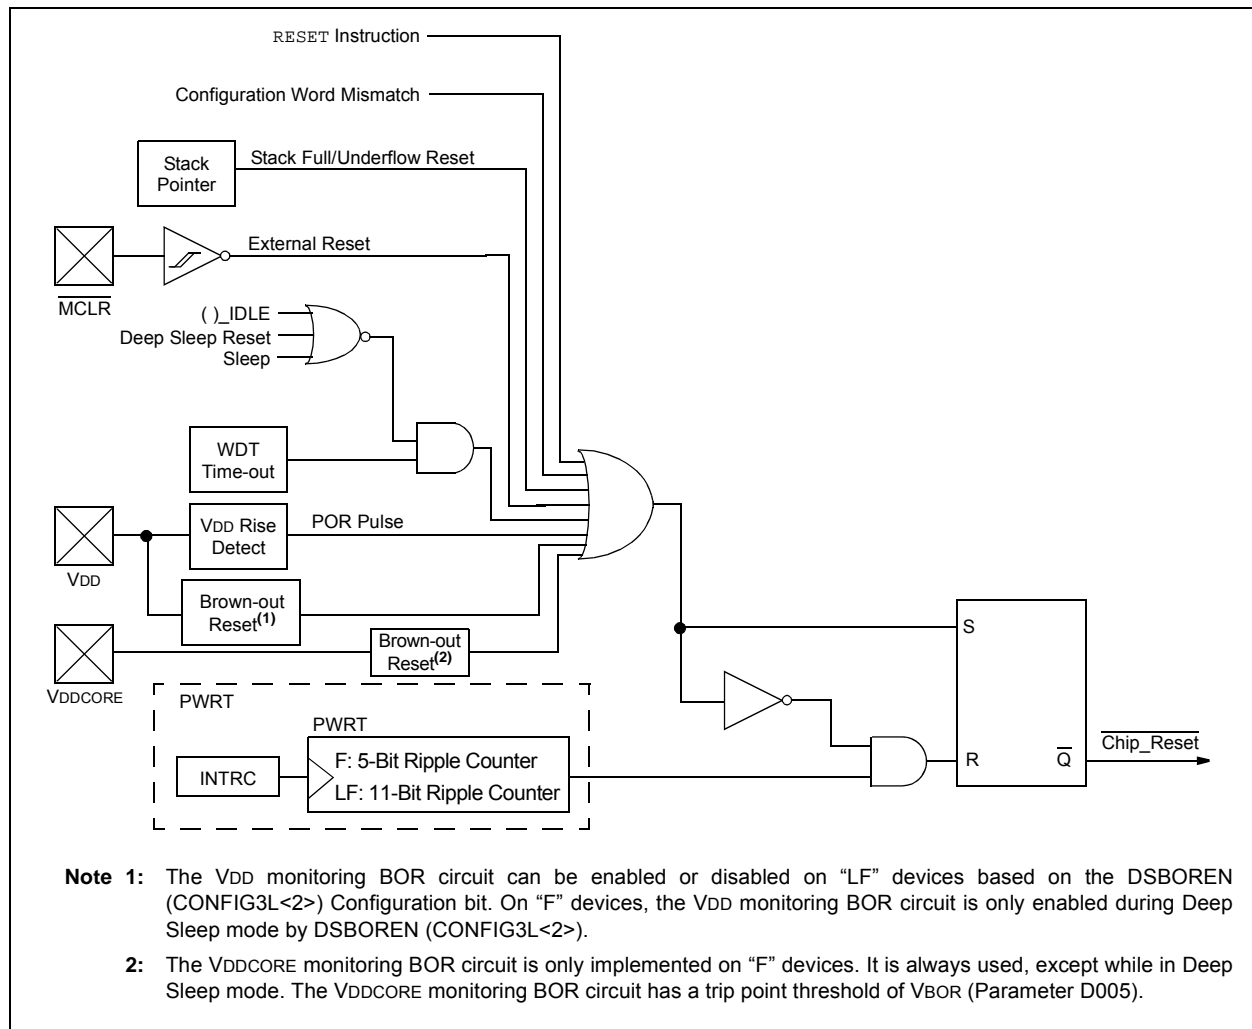 RESET Instruction
Configuration Word Mismatch
Stack
Pointer
Stack Full/Underflow Reset
External Reset
MCLR
( )_IDLE
Deep Sleep Reset
Sleep
WDT
Time-out
VDD Rise
Detect
POR Pulse
VDD
Brown-out
Reset(1)
Brown-out
Reset(2)
VDDCORE
PWRT
PWRT
INTRC
F: 5-Bit Ripple Counter
LF: 11-Bit Ripple Counter
S
R
Q
Chip_Reset
Note 1: The VDD monitoring BOR circuit can be enabled or disabled on “LF” devices based on the DSBOREN
(CONFIG3L<2>) Configuration bit. On “F” devices, the VDD monitoring BOR circuit is only enabled during Deep
Sleep mode by DSBOREN (CONFIG3L<2>).
2: The VDDCORE monitoring BOR circuit is only implemented on “F” devices. It is always used, except while in Deep
Sleep mode. The VDDCORE monitoring BOR circuit has a trip point threshold of VBOR (Parameter D005).